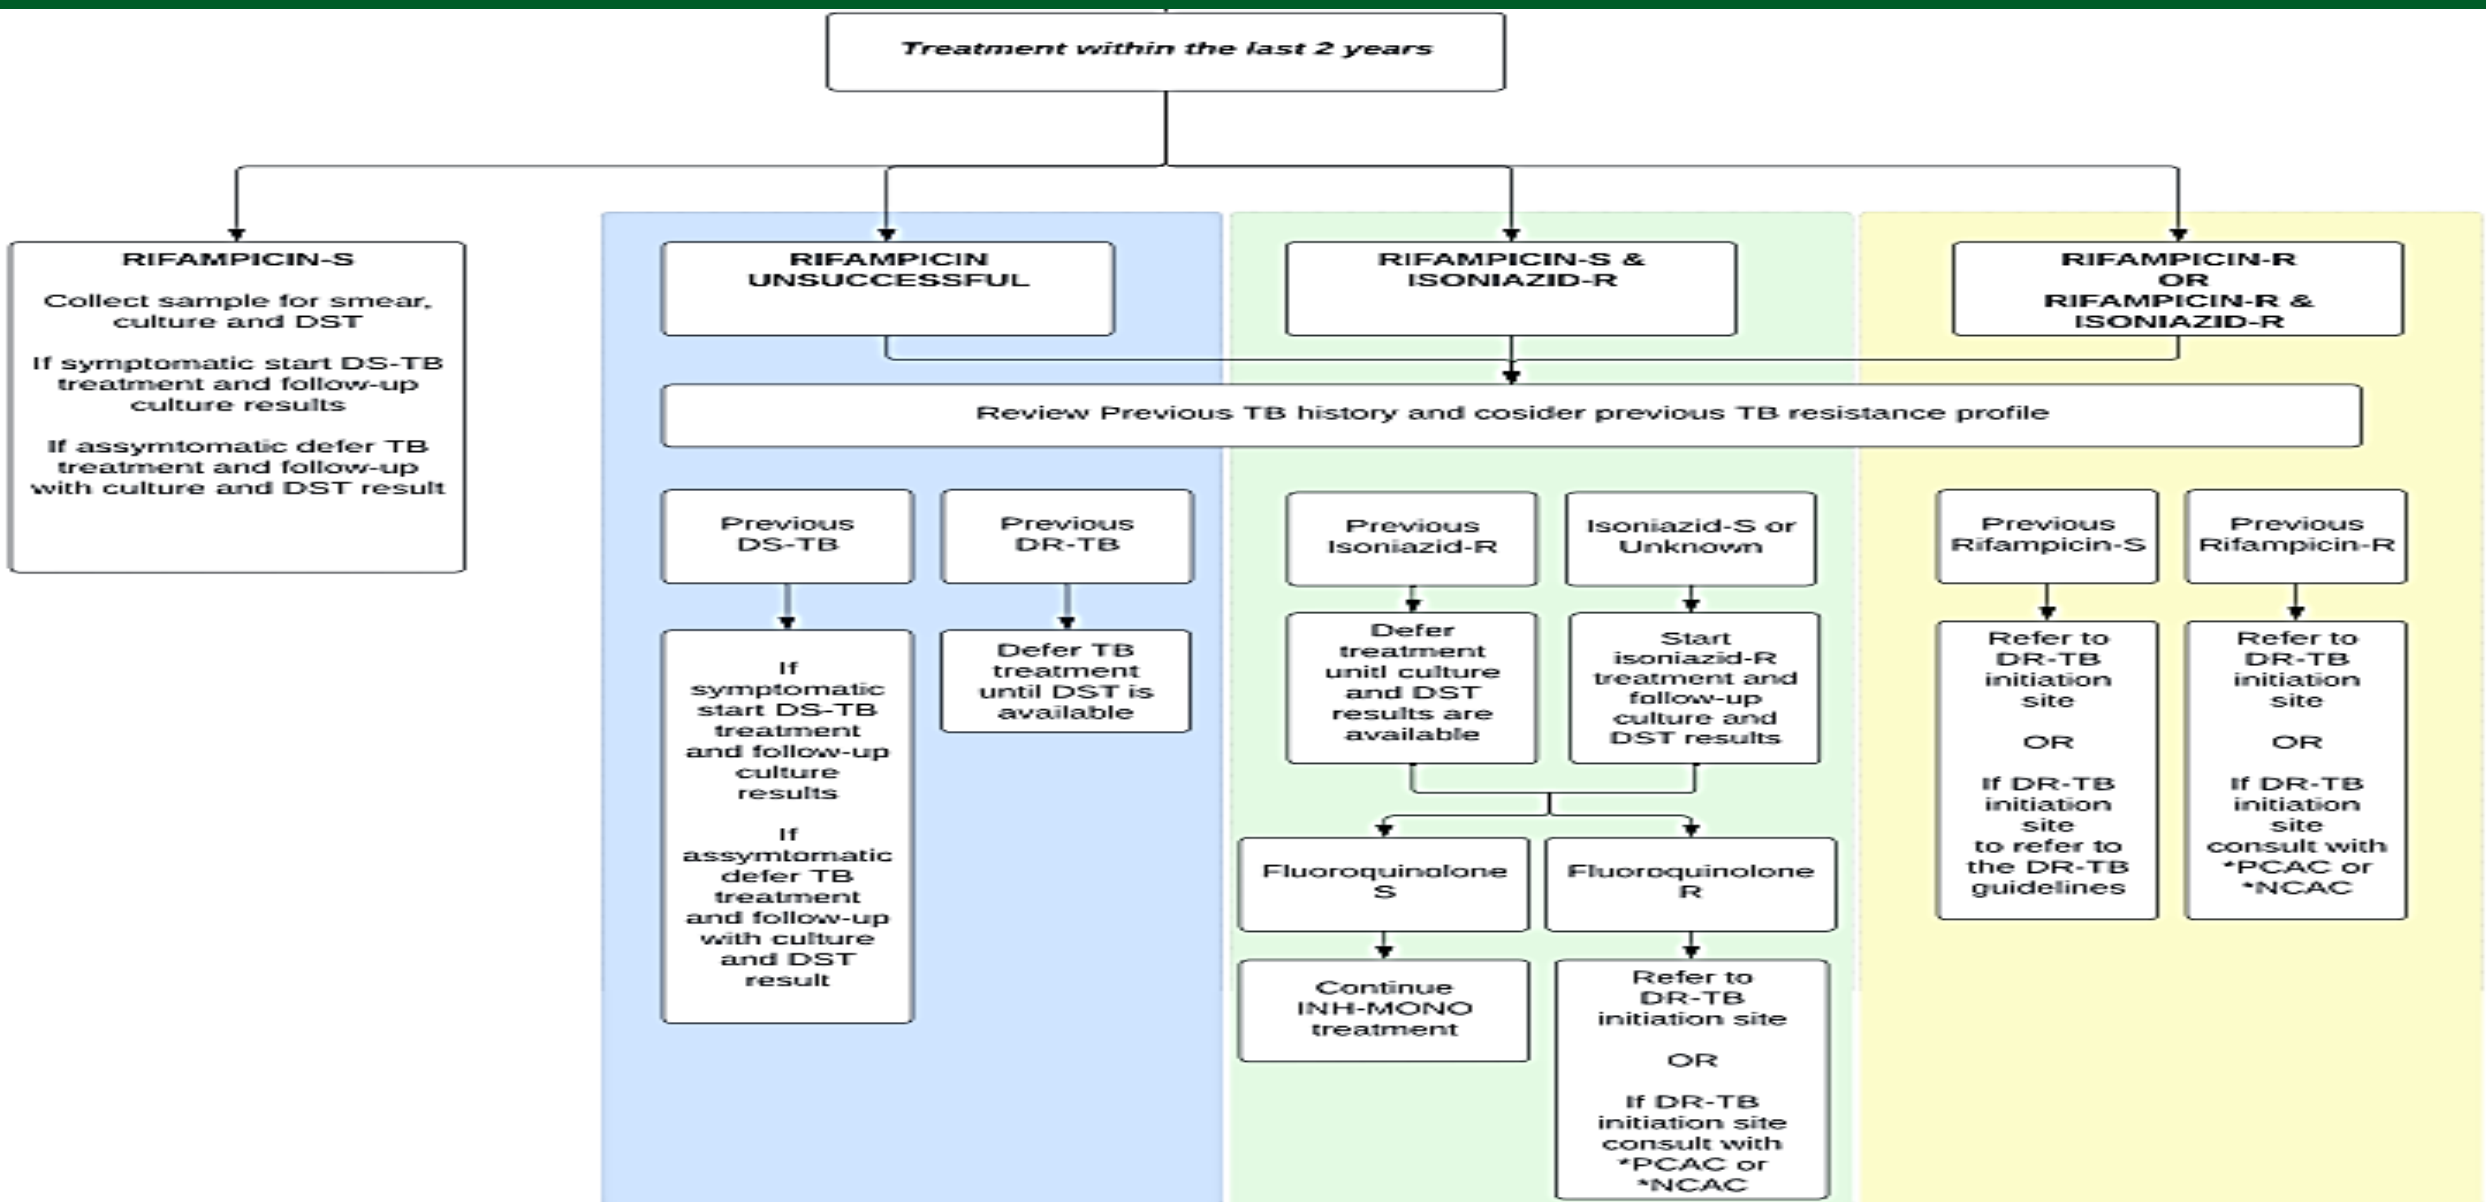 Treatment within the last 2 years
RIFAMPICIN-S
Collect sample for smear,
culture and DST
If symptomatic start DS-TB
treatment and follow-up
culture results
If assymtomatic defer TB
treatment and follow-up
with culture and DST result
RIFAMPICIN
UNSUCCESSFUL
RIFAMPICIN-S &
ISONIAZID-R
RIFAMPICIN-R
OR
RIFAMPICIN-R &
ISONIAZID-R
Review Previous TB history and cosider previous TB resistance profile
Previous
DS-TB
Previous
DR-TB
Previous
Isoniazid-R
Isoniazid-S or
Unknown
Previous
Rifampicin-S
Previous
Rifampicin-R
If
symptomatic
start DS-TB
treatment
and follow-up
culture
results
If
assymtomatic
defer TB
treatment
and follow-up
with culture
and DST
result
Defer TB
treatment
until DST is
available
Defer
treatment
unitl culture
and DST
results are
available
Start
isoniazid-R
treatment and
follow-up
culture and
DST results
Refer to
DR-TB
initiation
site
OR
If DR-TB
initiation
site
to refer to
the DR-TB
guidelines
Refer to
DR-TB
initiation
site
OR
If DR-TB
initiation
site
consult with
*PCAC or
*NCAC
Fluoroquinolone
S
Fluoroquinolone
R
Continue
INH-MONO
treatment
Refer to
DR-TB
initiation site
OR
If DR-TB
initiation site
consult with
*PCAC or
*NCAC